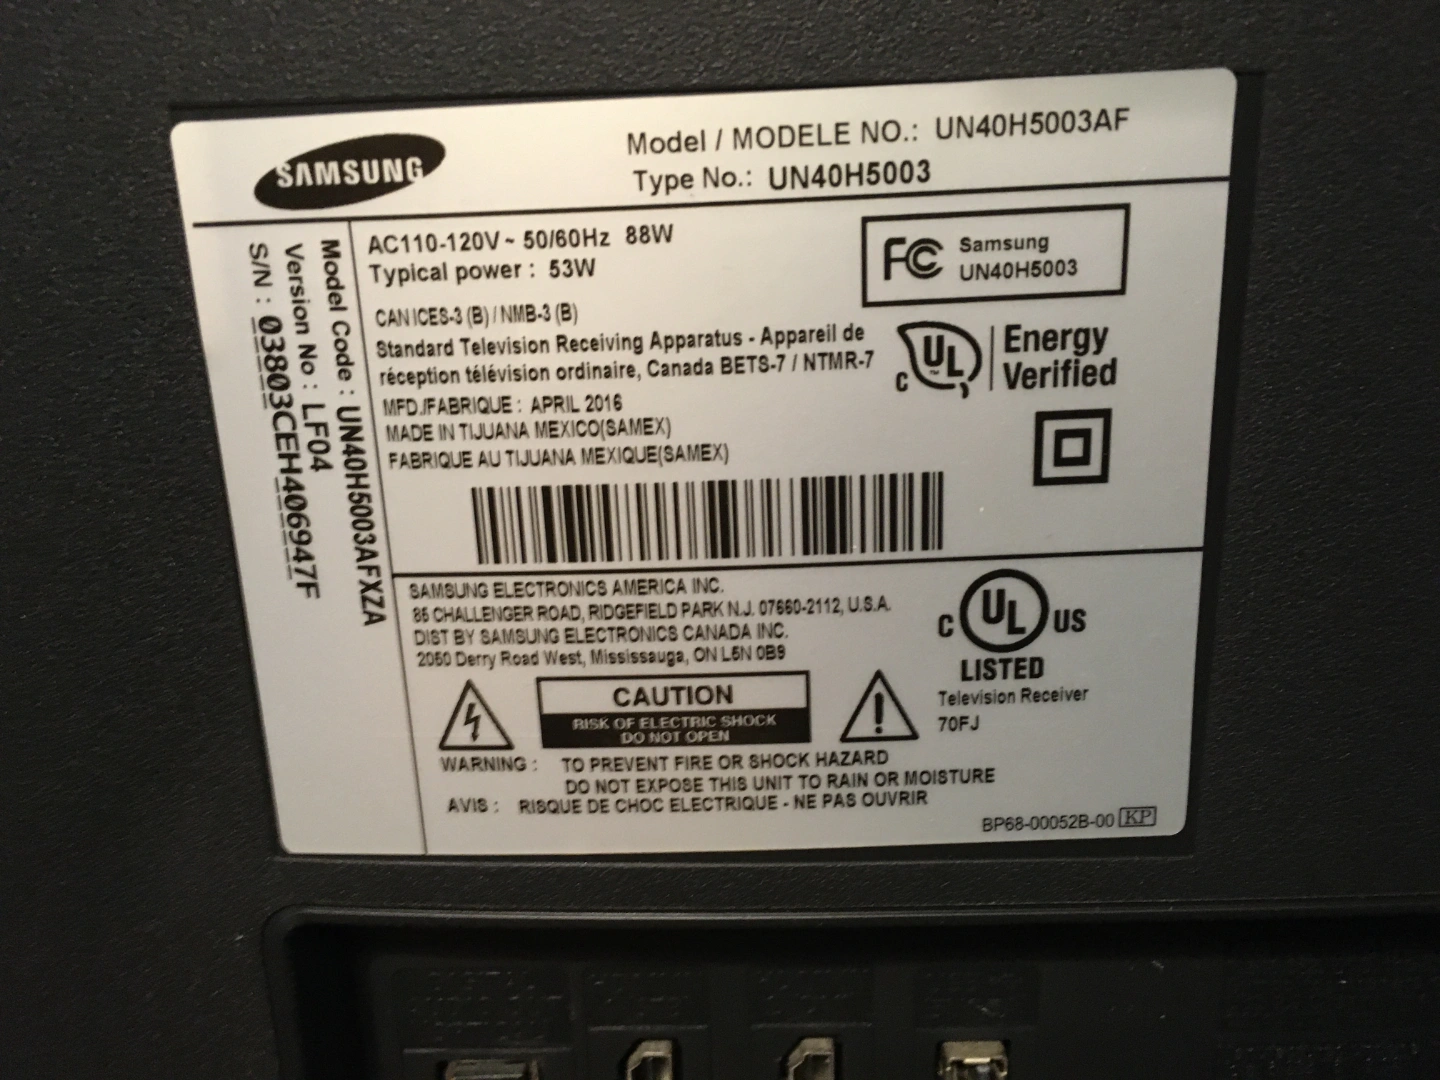 SAMSUNG
Model / MODELE NO.: UN40H5003AF
Type No.: UN40H5003
Model Code : UN40H5003AFXZA
Version No : LF04
S/N : 03803CEH406947F
AC110-120V~ 50/60Hz 88W
Typical power : 53W
FC Samsung
UN40H5003
CAN ICES-3 (B) / NMB-3 (B)
Standard Television Receiving Apparatus - Appareil de
réception télévision ordinaire, Canada BETS-7 / NTMR-7
C UL Energy
Verified
MFD./FABRIQUE : APRIL 2016
MADE IN TIJUANA MEXICO(SAMEX)
FABRIQUE AU TIJUANA MEXIQUE(SAMEX)
SAMSUNG ELECTRONICS AMERICA INC.
85 CHALLENGER ROAD, RIDGEFIELD PARK N.J. 07660-2112, U.S.A.
DIST BY SAMSUNG ELECTRONICS CANADA INC.
2050 Derry Road West, Mississauga, ON L5N 0B9
C UL US
LISTED
Television Receiver
70FJ
CAUTION
RISK OF ELECTRIC SHOCK
DO NOT OPEN
WARNING : TO PREVENT FIRE OR SHOCK HAZARD
DO NOT EXPOSE THIS UNIT TO RAIN OR MOISTURE
AVIS : RISQUE DE CHOC ELECTRIQUE - NE PAS OUVRIR
BP68-00052B-00 KP